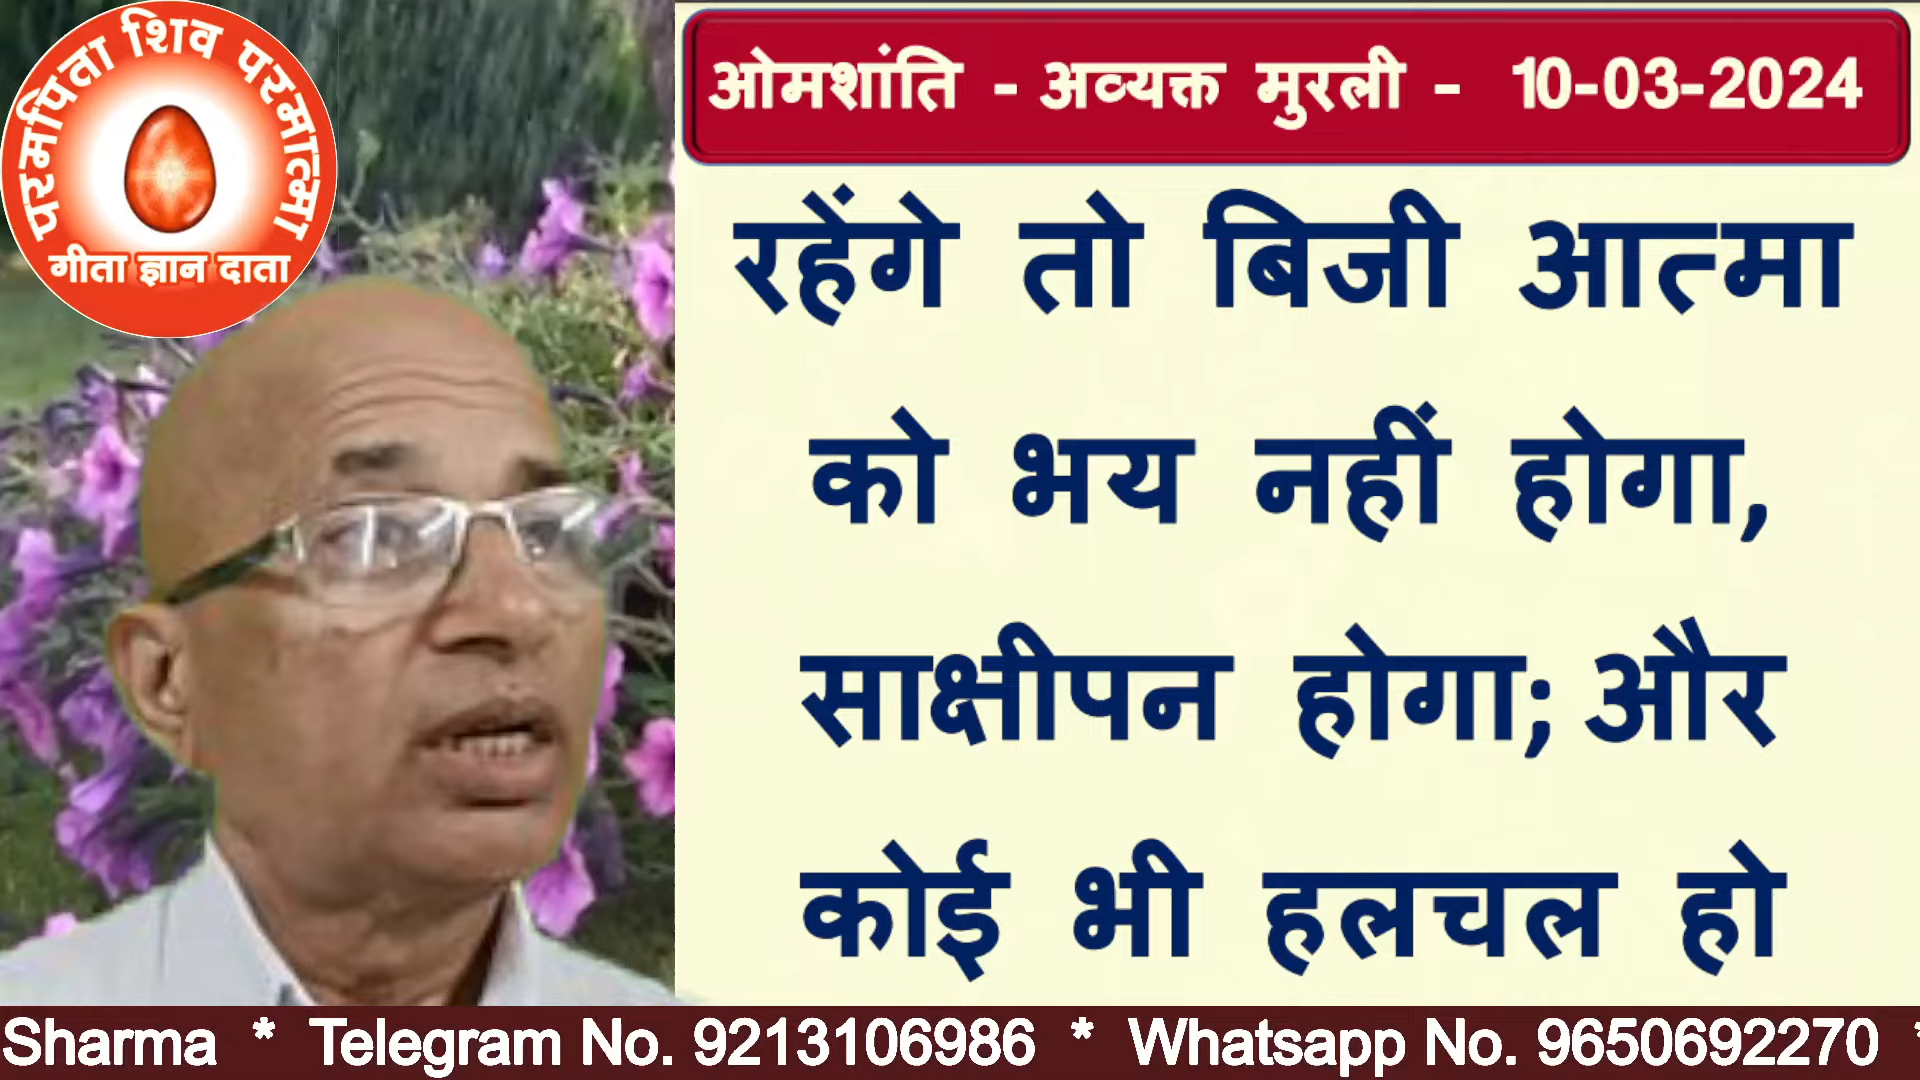 परमपिता शिव परमात्मा
गीता ज्ञान दाता
ओमशांति - अव्यक्त मुरली - 10-03-2024
रहेंगे तो बिजी आत्मा
को भय नहीं होगा,
साक्षीपन होगा; और
कोई भी हलचल हो
Sharma * Telegram No. 9213106986 * Whatsapp No. 9650692270 *